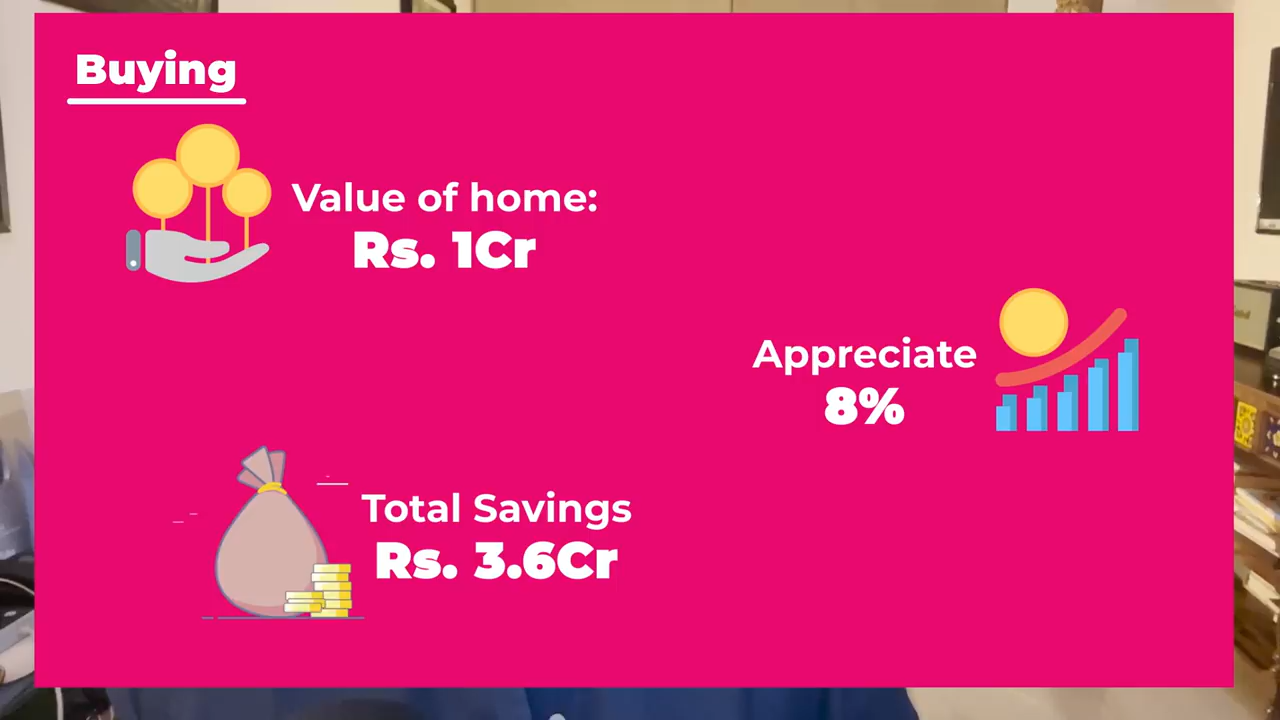 Buying
Value of home:
Rs. 1Cr
Appreciate
8%
Total Savings
Rs. 3.6Cr